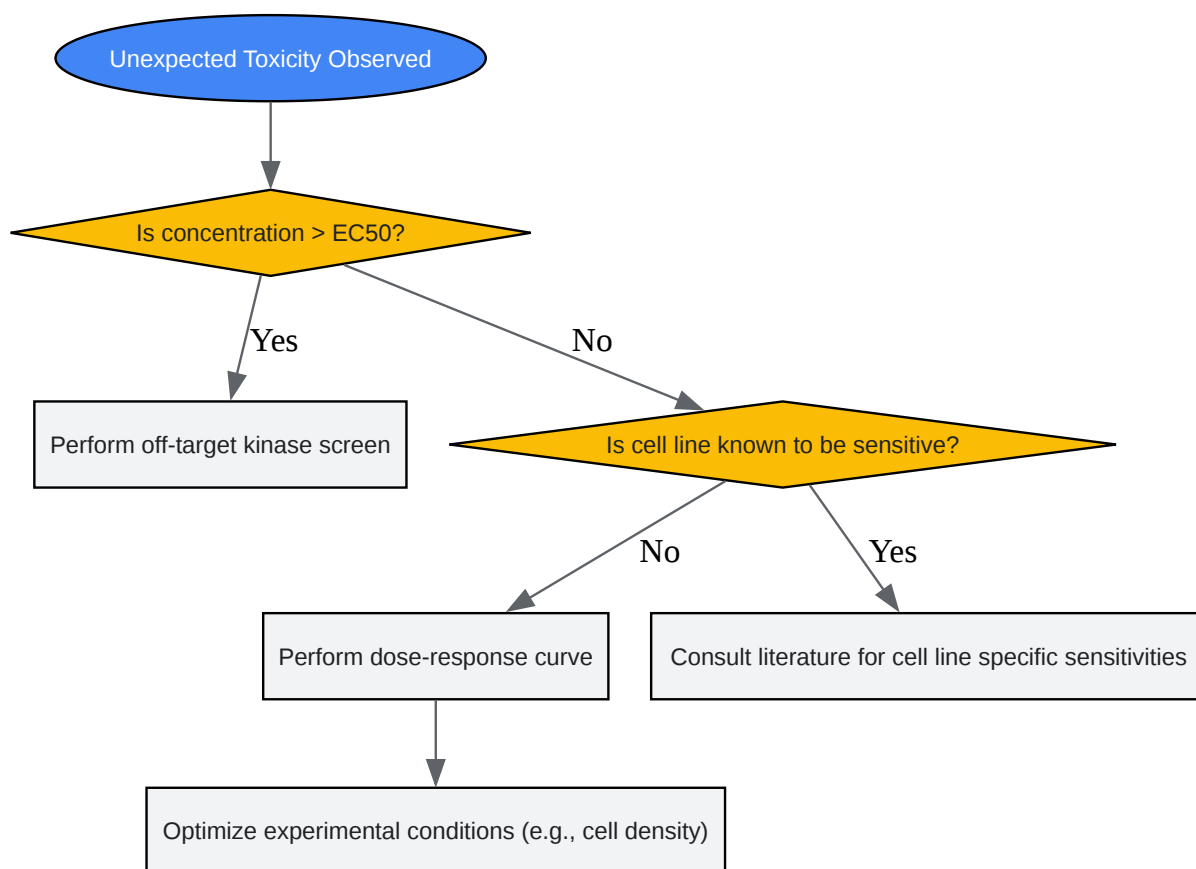 Unexpected Toxicity Observed
Is concentration > EC50?
Yes
No
Perform off-target kinase screen
Is cell line known to be sensitive?
No
Yes
Perform dose-response curve
Consult literature for cell line specific sensitivities
Optimize experimental conditions (e.g., cell density)